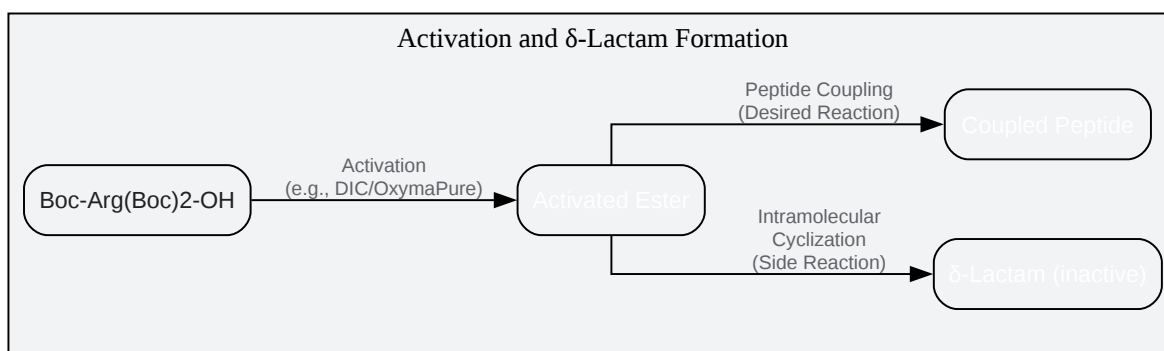 Activation and δ-Lactam Formation
Boc-Arg(Boc)2-OH
Activation
(e.g., DIC/OxymaPure)
Activated Ester
Peptide Coupling
(Desired Reaction)
Coupled Peptide
Intramolecular
Cyclization
(Side Reaction)
δ-Lactam (inactive)